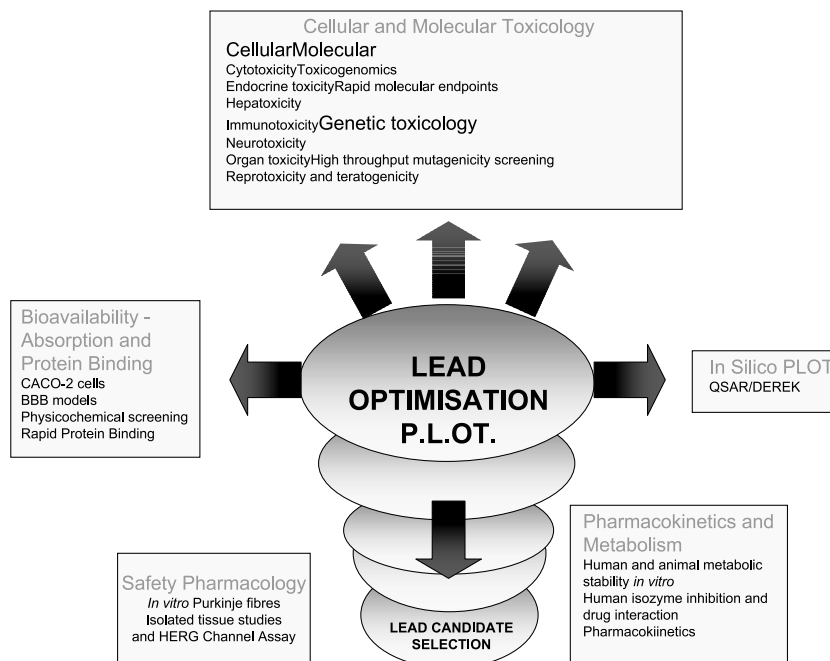 Cellular and Molecular Toxicology
CellularMolecular
CytotoxicityToxicogenomics
Endocrine toxicityRapid molecular endpoints
Hepatoxicity
ImmunotoxicityGenetic toxicology
Neurotoxicity
Organ toxicityHigh throughput mutagenicity screening
Reprotoxicity and teratogenicity
Bioavailability -
Absorption and
Protein Binding
CACO-2 cells
BBB models
Physicochemical screening
Rapid Protein Binding
LEAD
OPTIMISATION
P.L.OT.
In Silico PLOT
QSAR/DEREK
Safety Pharmacology
In vitro Purkinje fibres
Isolated tissue studies
and HERG Channel Assay
LEAD CANDIDATE
SELECTION
Pharmacokinetics and
Metabolism
Human and animal metabolic
stability in vitro
Human isozyme inhibition and
drug interaction
Pharmacokiinetics